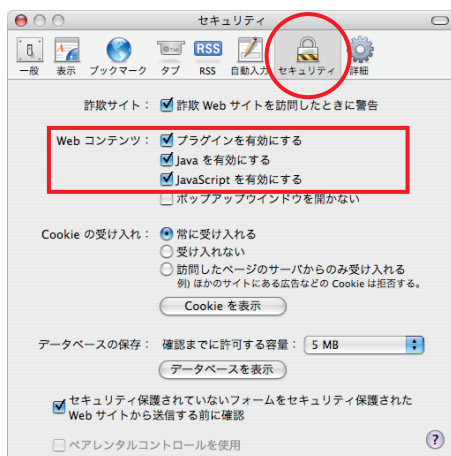 セキュリティ
RSS
一般 表示 ブックマーク タブ RSS 自動入力 セキュリティ 詳細
詐欺サイト： 詐欺 Web サイトを訪問したときに警告
Web コンテンツ： プラグインを有効にする
Java を有効にする
JavaScript を有効にする
ポップアップウインドウを開かない
Cookie の受け入れ： 常に受け入れる
受け入れない
訪問したページのサーバからのみ受け入れる
例) ほかのサイトにある広告などの Cookie は拒否する。
Cookie を表示
データベースの保存： 確認までに許可する容量： 5 MB
データベースを表示
セキュリティ保護されていないフォームをセキュリティ保護された
Web サイトから送信する前に確認
ペアレンタルコントロールを使用
?